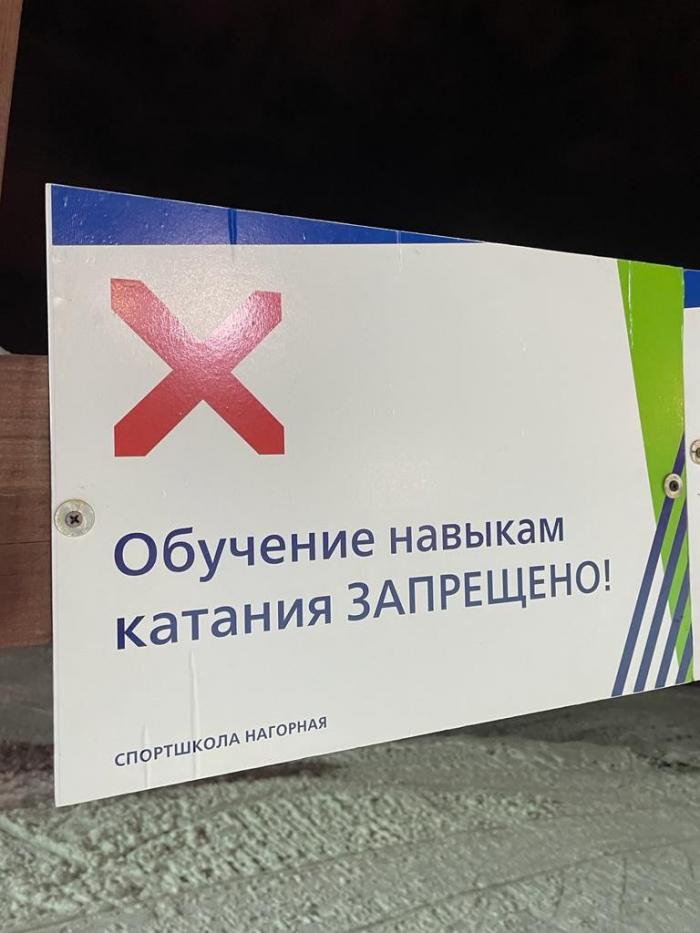 Обучение навыкам
катания ЗАПРЕЩЕНО!
СПОРТШКОЛА НАГОРНАЯ